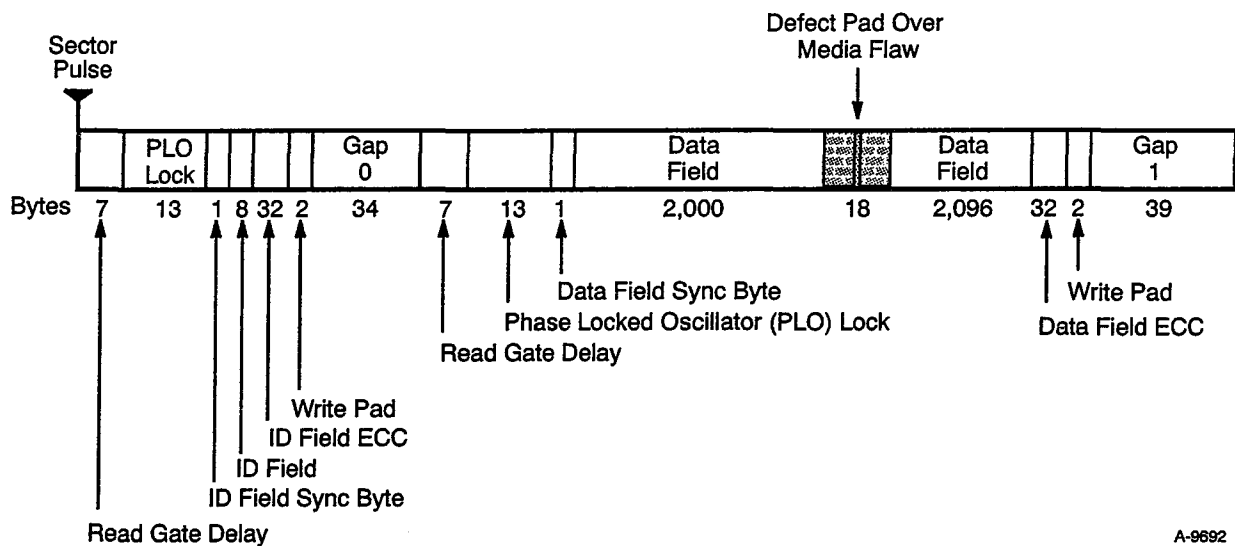 Defect Pad Over
Media Flaw
Sector
Pulse
PLO
Lock
Gap
0
Data
Field
Data
Field
Gap
1
Bytes 7 13 1 8 32 2 34 7 13 1 2,000 18 2,096 32 2 39
Data Field Sync Byte
Phase Locked Oscillator (PLO) Lock
Read Gate Delay
Write Pad
Data Field ECC
Write Pad
ID Field ECC
ID Field
ID Field Sync Byte
Read Gate Delay
A-9692